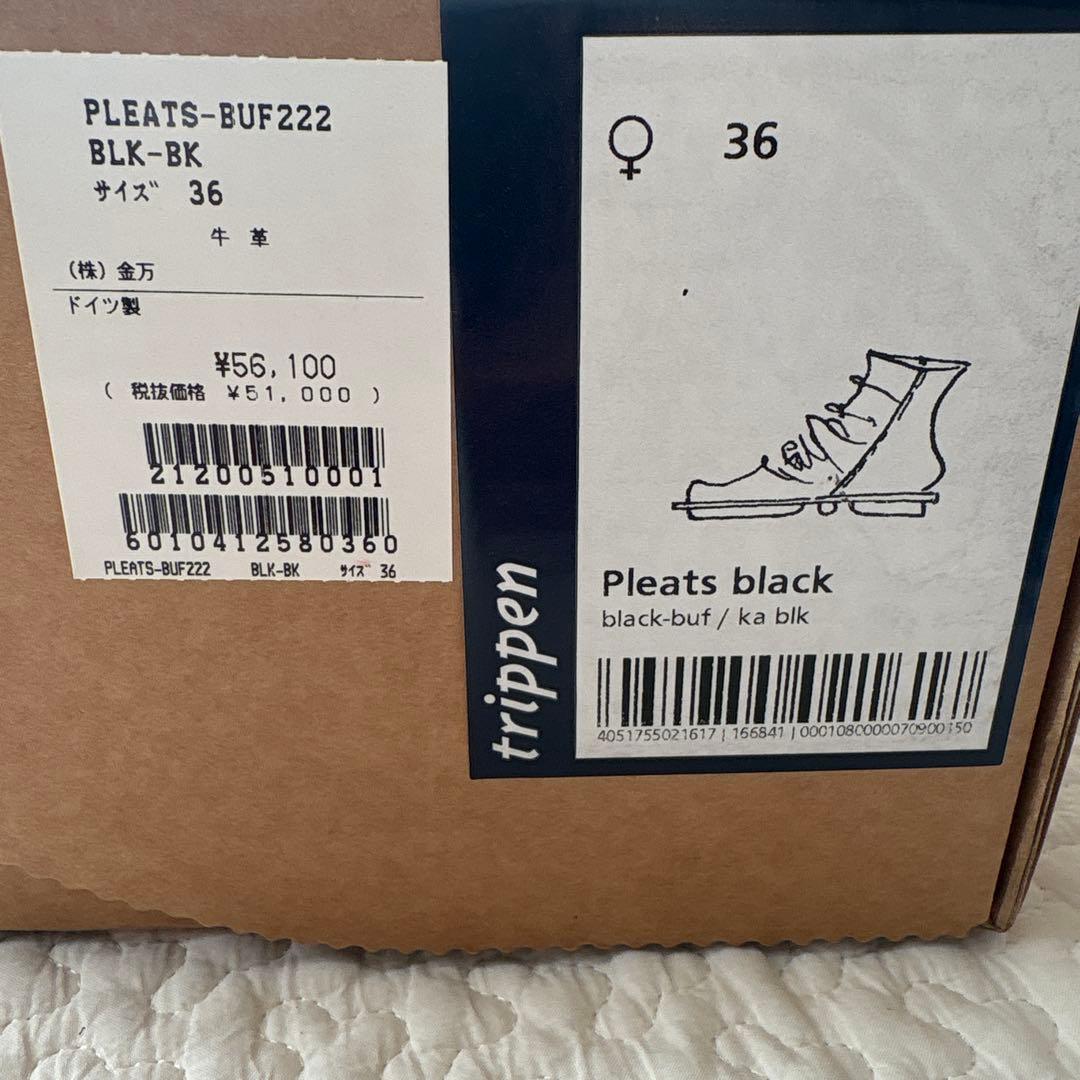 PLEATS-BUF222
BLK-BK
サイズ 36
牛 革
(株) 金万
ドイツ製
¥56,100
( 税抜価格 ¥51,000 )
21200510001
6010412580360
PLEATS-BUF222 BLK-BK サイズ 36
♀ 36
Pleats black
black-buf / ka blk
4051755021617 | 166841 | 0001080000070900150
trippen